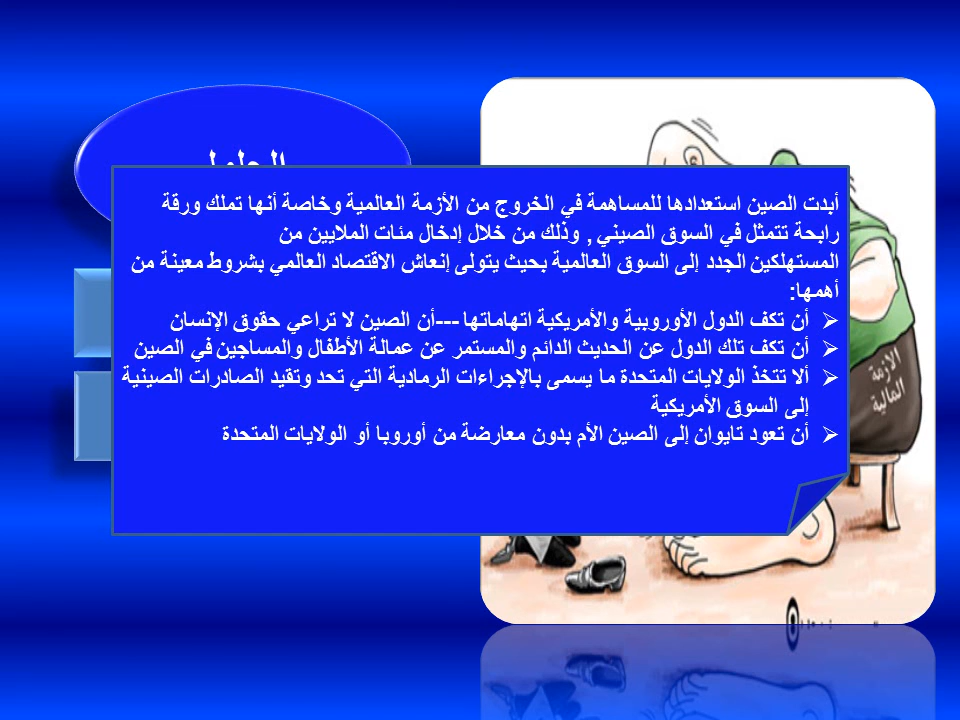 الحلول
أبدت الصين استعدادها للمساهمة في الخروج من الأزمة العالمية وخاصة أنها تملك ورقة
رابحة تتمثل في السوق الصيني , وذلك من خلال إدخال مئات الملايين من
المستهلكين الجدد إلى السوق العالمية بحيث يتولى إنعاش الاقتصاد العالمي بشروط معينة من
أهمها:
أن تكف الدول الأوروبية والأمريكية اتهاماتها ---أن الصين لا تراعي حقوق الإنسان
أن تكف تلك الدول عن الحديث الدائم والمستمر عن عمالة الأطفال والمساجين في الصين
ألا تتخذ الولايات المتحدة ما يسمى بالإجراءات الرمادية التي تحد وتقيد الصادرات الصينية
إلى السوق الأمريكية
أن تعود تايوان إلى الصين الأم بدون معارضة من أوروبا أو الولايات المتحدة
الازمة
المالية